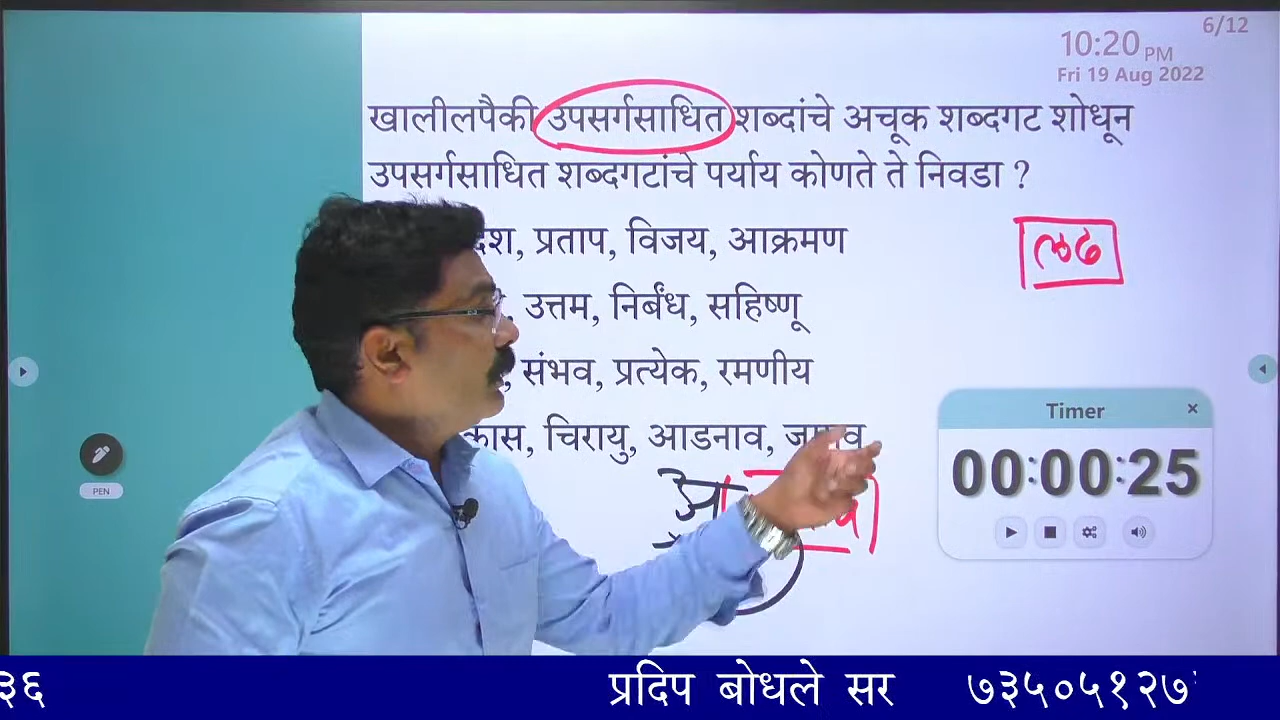 6/12
10:20 PM
Fri 19 Aug 2022
खालीलपैकी उपसर्गसाधित शब्दांचे अचूक शब्दगट शोधून
उपसर्गसाधित शब्दगटांचे पर्याय कोणते ते निवडा ?
प्रताप, विजय, आक्रमण
उत्तम, निर्बंध, सहिष्णू
संभव, प्रत्येक, रमणीय
चिरायु, आडनाव,
Timer
00:00:25
PEN
३६ प्रदिप बोधले सर ७३५०५१२७